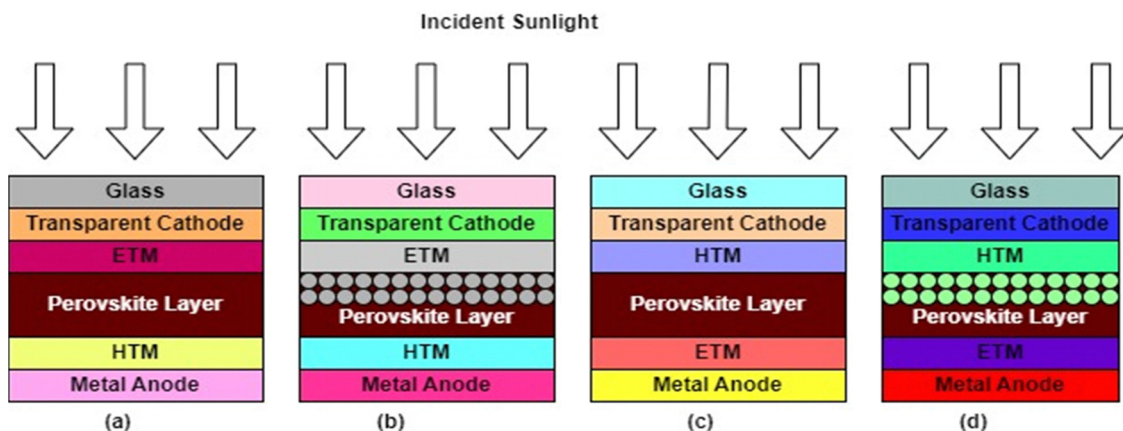 Incident Sunlight
Glass
Transparent Cathode
ETM
Perovskite Layer
HTM
Metal Anode
(a)
Glass
Transparent Cathode
ETM
Perovskite Layer
HTM
Metal Anode
(b)
Glass
Transparent Cathode
HTM
Perovskite Layer
ETM
Metal Anode
(c)
Glass
Transparent Cathode
HTM
Perovskite Layer
ETM
Metal Anode
(d)